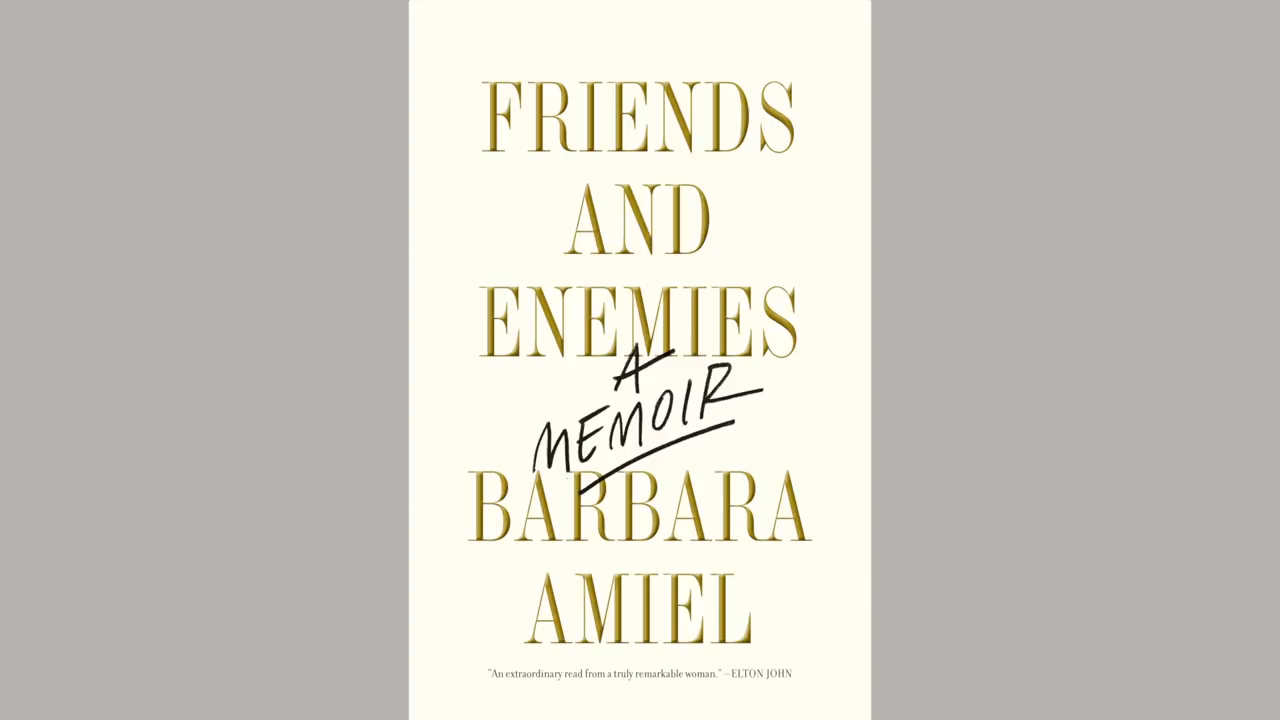 FRIENDS
AND
ENEMIES
A
MEMOIR
BARBARA
AMIEL
"An extraordinary read from a truly remarkable woman." —ELTON JOHN